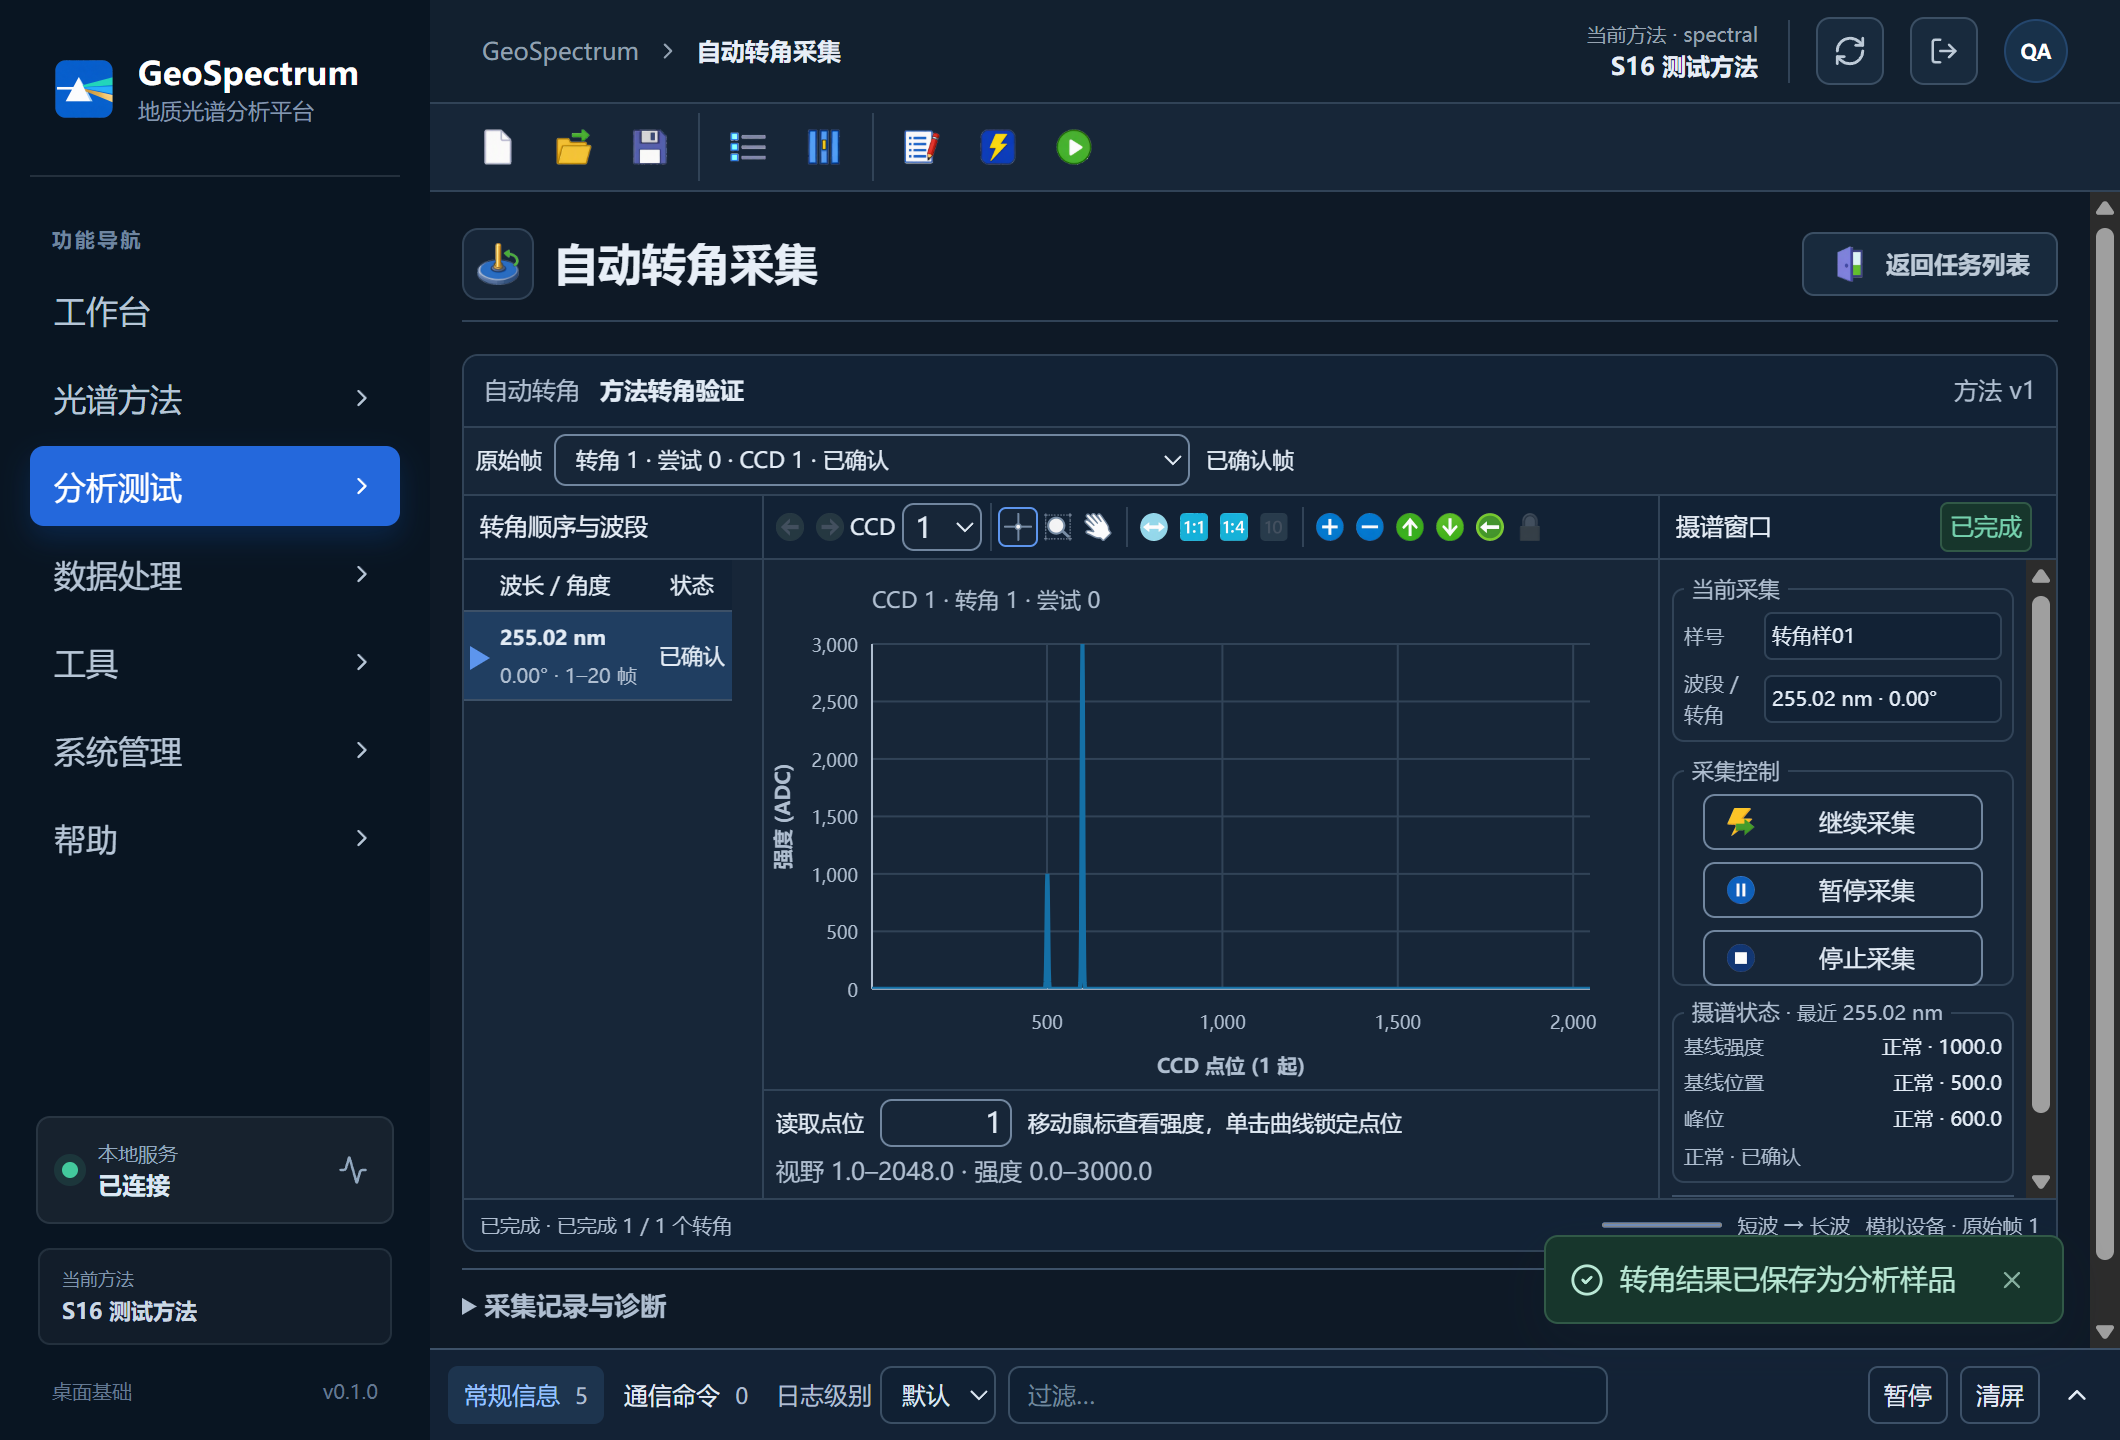 GeoSpectrum
地质光谱分析平台
功能导航
工作台
光谱方法
分析测试
数据处理
工具
系统管理
帮助
本地服务
已连接
当前方法
S16 测试方法
桌面基础 v0.1.0
GeoSpectrum > 自动转角采集
当前方法 · spectral
S16 测试方法
QA
自动转角采集
返回任务列表
自动转角 方法转角验证 方法 v1
原始帧 转角 1 · 尝试 0 · CCD 1 · 已确认 已确认帧
转角顺序与波段
波长 / 角度 状态
255.02 nm
0.00° · 1–20 帧
已确认
CCD 1 1:1 1:4 10
CCD 1 · 转角 1 · 尝试 0
强度 (ADC)
3,000
2,500
2,000
1,500
1,000
500
0
500 1,000 1,500 2,000
CCD 点位 (1 起)
读取点位 1 移动鼠标查看强度，单击曲线锁定点位
视野 1.0–2048.0 · 强度 0.0–3000.0
摄谱窗口 已完成
当前采集
样号 转角样01
波段 /
转角
255.02 nm · 0.00°
采集控制
继续采集
暂停采集
停止采集
摄谱状态 · 最近 255.02 nm
基线强度 正常 · 1000.0
基线位置 正常 · 500.0
峰位 正常 · 600.0
正常 · 已确认
已完成 · 已完成 1 / 1 个转角
短波 → 长波 模拟设备 · 原始帧 1
采集记录与诊断
转角结果已保存为分析样品
常规信息 5 通信命令 0 日志级别 默认 过滤... 暂停 清屏